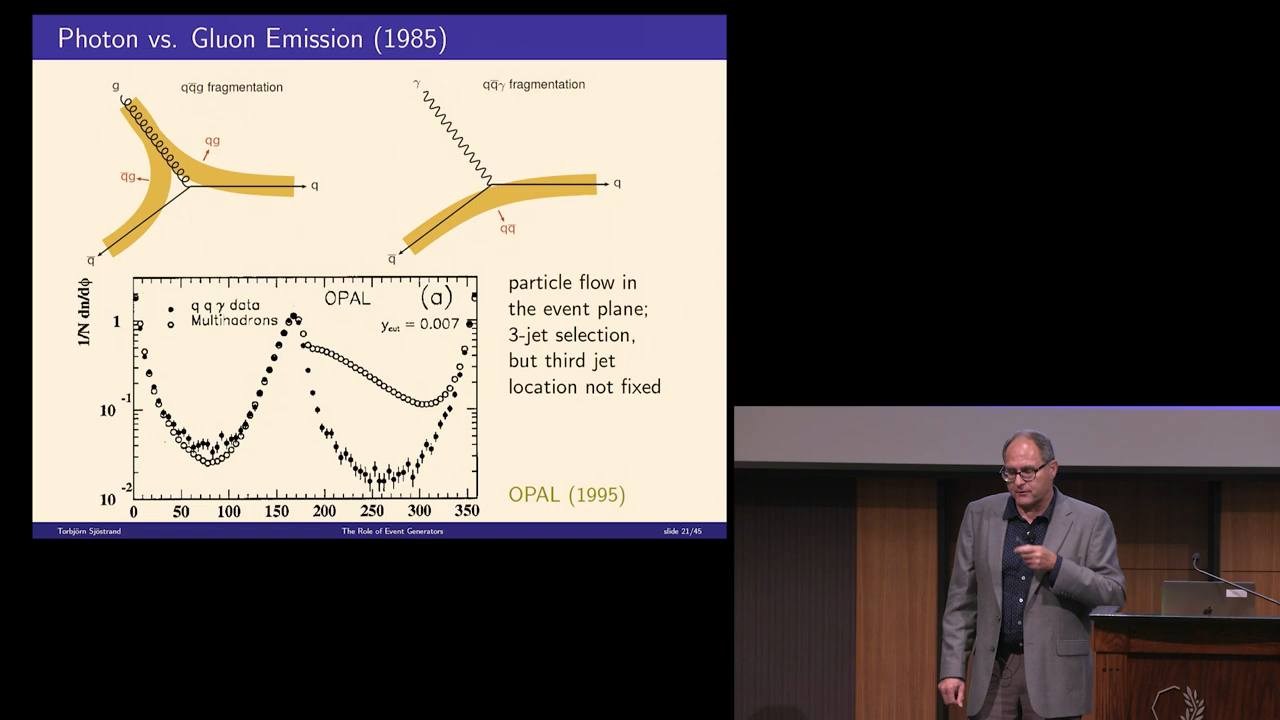 Photon vs. Gluon Emission (1985)
g
qq̅g fragmentation
qg
q̅g
q
q̅
γ
qq̅γ fragmentation
q
qq̅
q̅
1/N dn/dϕ
1
10⁻¹
10⁻²
q q γ data
Multihadrons
OPAL
(a)
y_cut = 0.007
0 50 100 150 200 250 300 350
particle flow in
the event plane;
3-jet selection,
but third jet
location not fixed
OPAL (1995)
Torbjörn Sjöstrand
The Role of Event Generators
slide 21/45